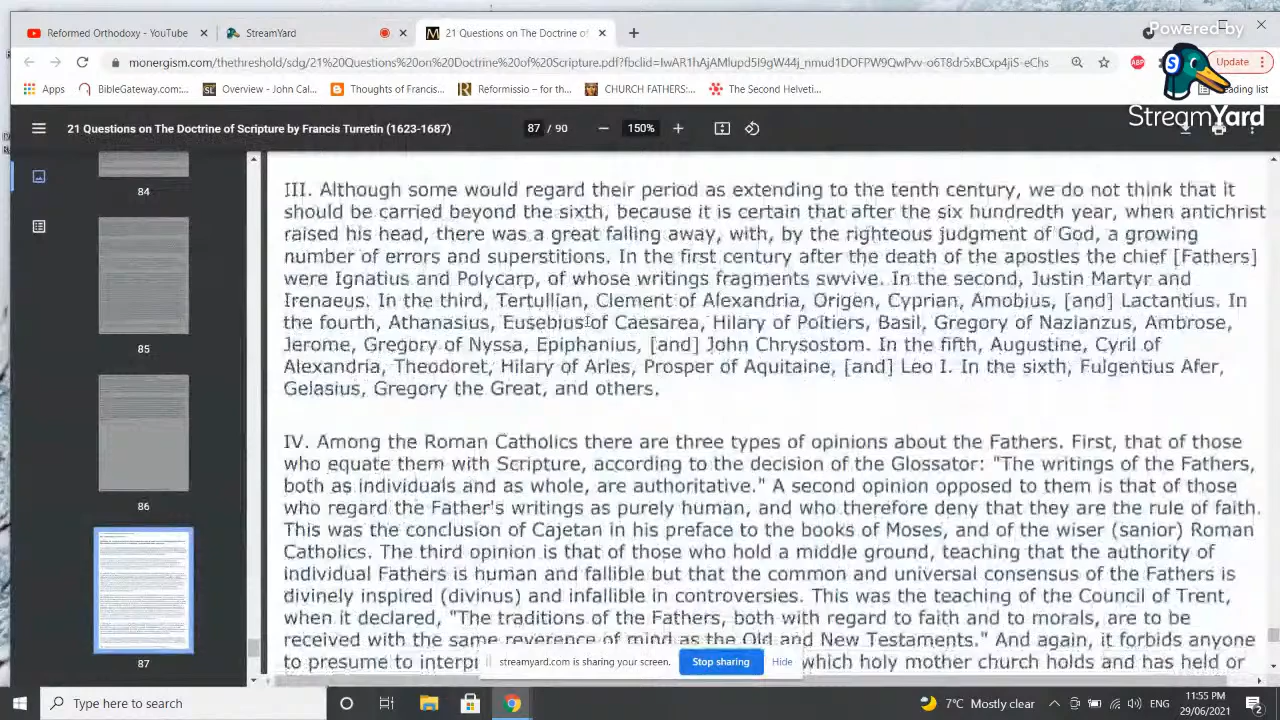 Powered by
StreamYard
Reformed Orthodoxy - YouTube
StreamYard
21 Questions on The Doctrine of
monergism.com/thethreshold/sdg/21%20Questions%20on%20Doctrine%20of%20Scripture.pdf?fbclid=IwAR1hAjAMtupd5I9gW44j_nmud1DOFPW9QwPvv-o6T8dr5xBCxp4jiS-eChs
ABP
Update
Apps
BibleGateway.com:...
Overview - John Cal...
Thoughts of Francis...
Reformissio – for th...
CHURCH FATHERS:...
The Second Helveti...
Reading list
21 Questions on The Doctrine of Scripture by Francis Turretin (1623-1687)
87 / 90
150%
84
85
86
87
III. Although some would regard their period as extending to the tenth century, we do not think that it
should be carried beyond the sixth, because it is certain that after the six hundredth year, when antichrist
raised his head, there was a great falling away, with, by the righteous judgment of God, a growing
number of errors and superstitions. In the first century after the death of the apostles the chief [Fathers]
were Ignatius and Polycarp, of whose writings fragments swvive. In the second, Justin Martyr and
Irenaeus. In the third, Tertullian, Clement of Alexandria, Origen, Cyprian, Amobius, [and] Lactantius. In
the fourth, Athanasius, Eusebius of Caesarea, Hilary of Poitiers, Basil, Gregory of Nazianzus, Ambrose,
Jerome, Gregory of Nyssa, Epiphanius, [and] John Chrysostom. In the fifth, Augustine, Cyril of
Alexandria, Theodoret, Hilary of Arles, Prosper of Aquitaine, [and] Leo I. In the sixth, Fulgentius Afer,
Gelasius, Gregory the Great, and others.
IV. Among the Roman Catholics there are three types of opinions about the Fathers. First, that of those
who equate them with Scripture, according to the decision of the Glossator: "The writings of the Fathers,
both as individuals and as whole, are authoritative." A second opinion opposed to them is that of those
who regard the Father's writings as purely human, and who therefore deny that they are the rule of faith.
This was the conclusion of Cajetan in his preface to the nooks of Moses, and of the wiser (sanior) Roman
Catholics. The third opinion is that of those who hold a middle ground, teaching that the authority of
individual Fathers is human and fallible but that the common and universal consensus of the Fathers is
divinely inspired (divinus) and infallible in controversies. This was the teaching of the Council of Trent,
when it declared, "The traditions of the Fathers, both with regard to faith and to morals, are to be
received with the same reverence of mind as the Old and New Testaments." And again, it forbids anyone
to presume to interp which holy mother church holds and has held or
streamyard.com is sharing your screen.
Stop sharing
Hide
Type here to search
7°C Mostly clear
ENG
11:55 PM
29/06/2021